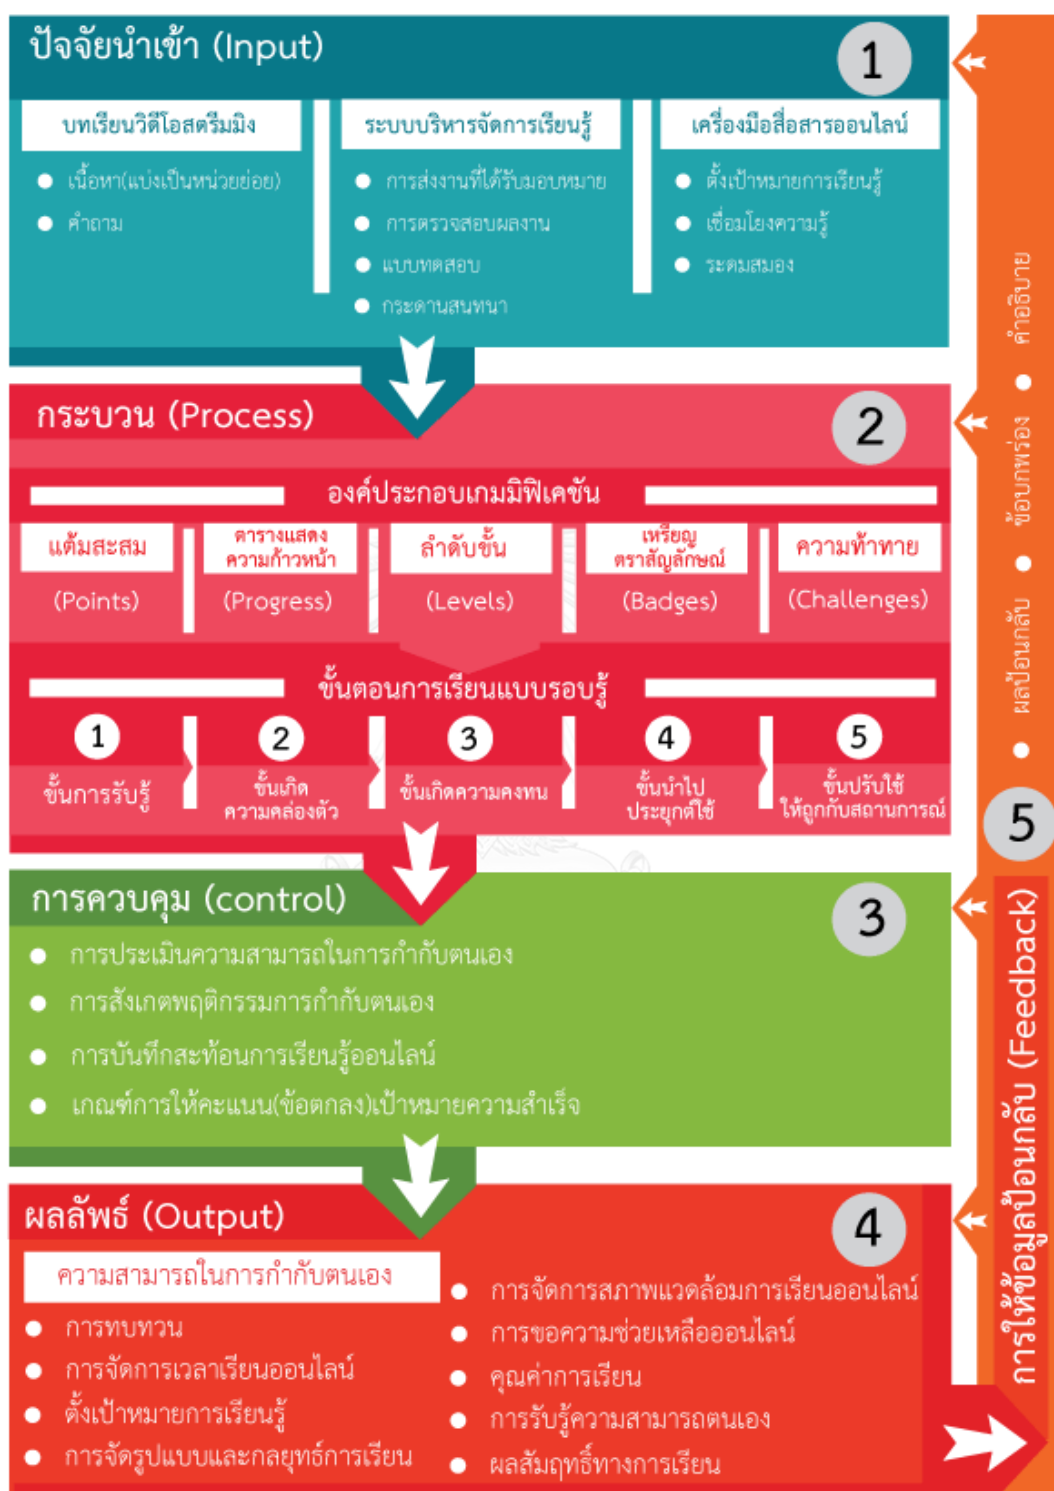 ปัจจัยนำเข้า (Input)
1
บทเรียนวิดีโอสตรีมมิง
เนื้อหา(แบ่งเป็นหน่วยย่อย)
คำถาม
ระบบบริหารจัดการเรียนรู้
การส่งงานที่ได้รับมอบหมาย
การตรวจสอบผลงาน
แบบทดสอบ
กระดานสนทนา
เครื่องมือสื่อสารออนไลน์
ตั้งเป้าหมายการเรียนรู้
เชื่อมโยงความรู้
ระดมสมอง
กระบวน (Process)
2
องค์ประกอบเกมมิฟิเคชัน
แต้มสะสม
(Points)
ตารางแสดง
ความก้าวหน้า
(Progress)
ลำดับขั้น
(Levels)
เหรียญ
ตราสัญลักษณ์
(Badges)
ความท้าทาย
(Challenges)
ขั้นตอนการเรียนแบบรอบรู้
1
ขั้นการรับรู้
2
ขั้นเกิด
ความคล่องตัว
3
ขั้นเกิดความคงทน
4
ขั้นนำไป
ประยุกต์ใช้
5
ขั้นปรับใช้
ให้ถูกกับสถานการณ์
การควบคุม (control)
3
การประเมินความสามารถในการกำกับตนเอง
การสังเกตพฤติกรรมการกำกับตนเอง
การบันทึกสะท้อนการเรียนรู้ออนไลน์
เกณฑ์การให้คะแนน(ข้อตกลง)เป้าหมายความสำเร็จ
ผลลัพธ์ (Output)
4
ความสามารถในการกำกับตนเอง
การทบทวน
การจัดการเวลาเรียนออนไลน์
ตั้งเป้าหมายการเรียนรู้
การจัดรูปแบบและกลยุทธ์การเรียน
การจัดการสภาพแวดล้อมการเรียนออนไลน์
การขอความช่วยเหลือออนไลน์
คุณค่าการเรียน
การรับรู้ความสามารถตนเอง
ผลสัมฤทธิ์ทางการเรียน
5
การให้ข้อมูลป้อนกลับ (Feedback)
ผลป้อนกลับ
ข้อบกพร่อง
คำอธิบาย